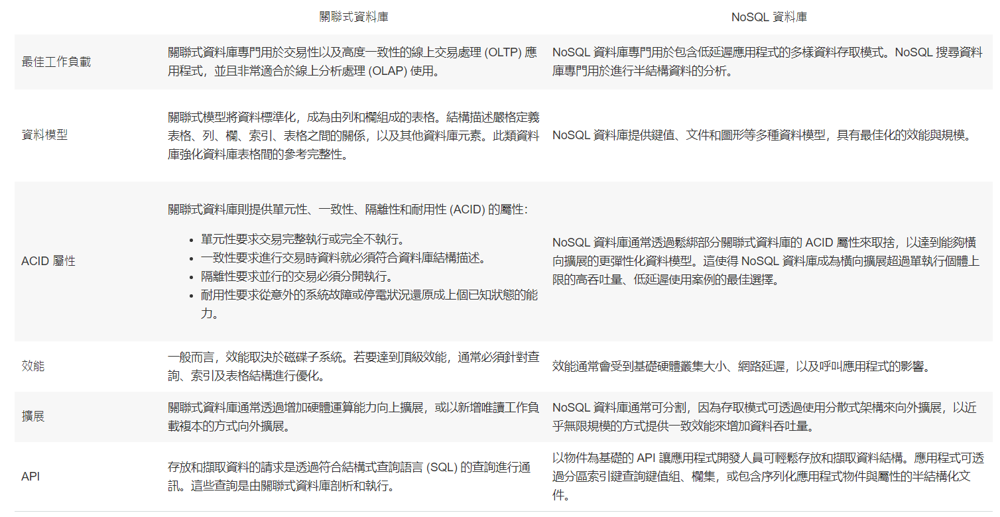 關聯式資料庫
NoSQL 資料庫
最佳工作負載
關聯式資料庫專門用於交易性以及高度一致性的線上交易處理 (OLTP) 應
用程式，並且非常適合於線上分析處理 (OLAP) 使用。
NoSQL 資料庫專門用於包含低延遲應用程式的多樣資料存取模式。NoSQL 搜尋資料
庫專門用於進行半結構資料的分析。
資料模型
關聯式模型將資料標準化，成為由列和欄組成的表格。結構描述嚴格定義
表格、列、欄、索引、表格之間的關係，以及其他資料庫元素。此類資料
庫強化資料庫表格間的參考完整性。
NoSQL 資料庫提供鍵值、文件和圖形等多種資料模型，具有最佳化的效能與規模。
ACID 屬性
關聯式資料庫則提供單元性、一致性、隔離性和耐用性 (ACID) 的屬性：
• 單元性要求交易完整執行或完全不執行。
• 一致性要求進行交易時資料就必須符合資料庫結構描述。
• 隔離性要求並行的交易必須分開執行。
• 耐用性要求從意外的系統故障或停電狀況還原成上個已知狀態的能
力。
NoSQL 資料庫通常透過鬆綁部分關聯式資料庫的 ACID 屬性來取捨，以達到能夠橫
向擴展的更彈性化資料模型。這使得 NoSQL 資料庫成為橫向擴展超過單執行個體上
限的高吞吐量、低延遲使用案例的最佳選擇。
效能
一般而言，效能取決於磁碟子系統。若要達到頂級效能，通常必須針對查
詢、索引及表格結構進行優化。
效能通常會受到基礎硬體叢集大小、網路延遲，以及呼叫應用程式的影響。
擴展
關聯式資料庫通常透過增加硬體運算能力向上擴展，或以新增唯讀工作負
載複本的方式向外擴展。
NoSQL 資料庫通常可分割，因為存取模式可透過使用分散式架構來向外擴展，以近
乎無限規模的方式提供一致效能來增加資料吞吐量。
API
存放和擷取資料的請求是透過符合結構式查詢語言 (SQL) 的查詢進行通
訊。這些查詢是由關聯式資料庫剖析和執行。
以物件為基礎的 API 讓應用程式開發人員可輕鬆存放和擷取資料結構。應用程式可透
過分區索引鍵查詢鍵值組、欄集，或包含序列化應用程式物件與屬性的半結構化文
件。